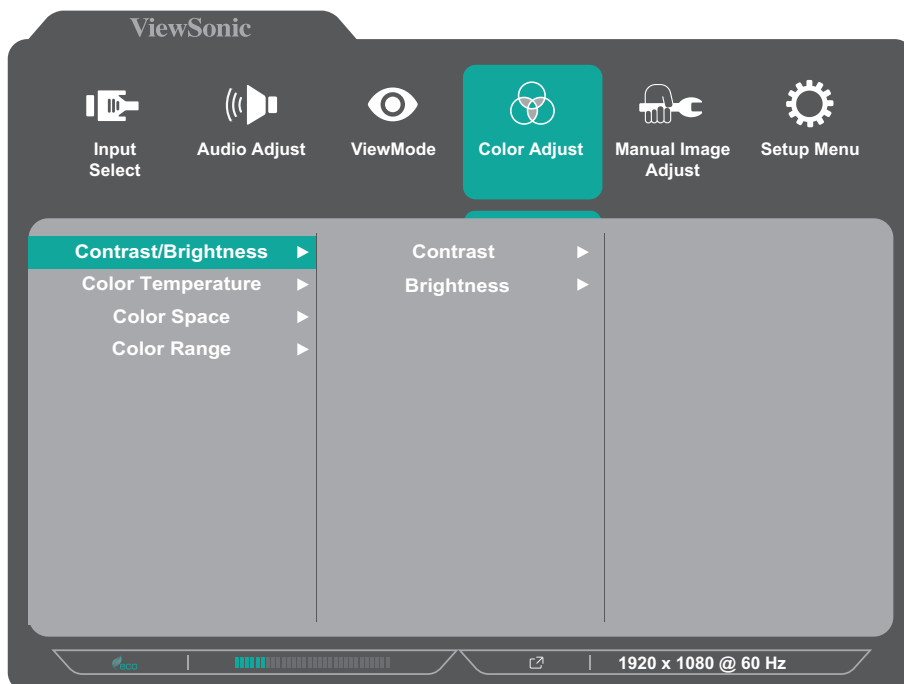 ViewSonic
Input
Select
Audio Adjust
ViewMode
Color Adjust
Manual Image
Adjust
Setup Menu
Contrast/Brightness
Color Temperature
Color Space
Color Range
Contrast
Brightness
eco
1920 x 1080 @ 60 Hz